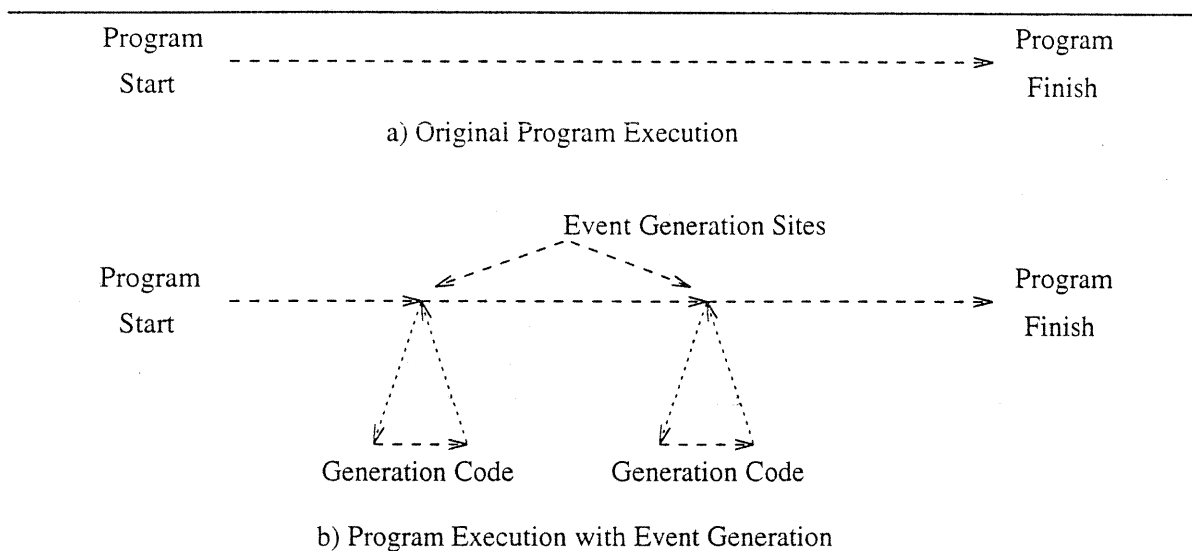 Program
Start
Program
Finish
a) Original Program Execution
Event Generation Sites
Program
Start
Program
Finish
Generation Code
Generation Code
b) Program Execution with Event Generation